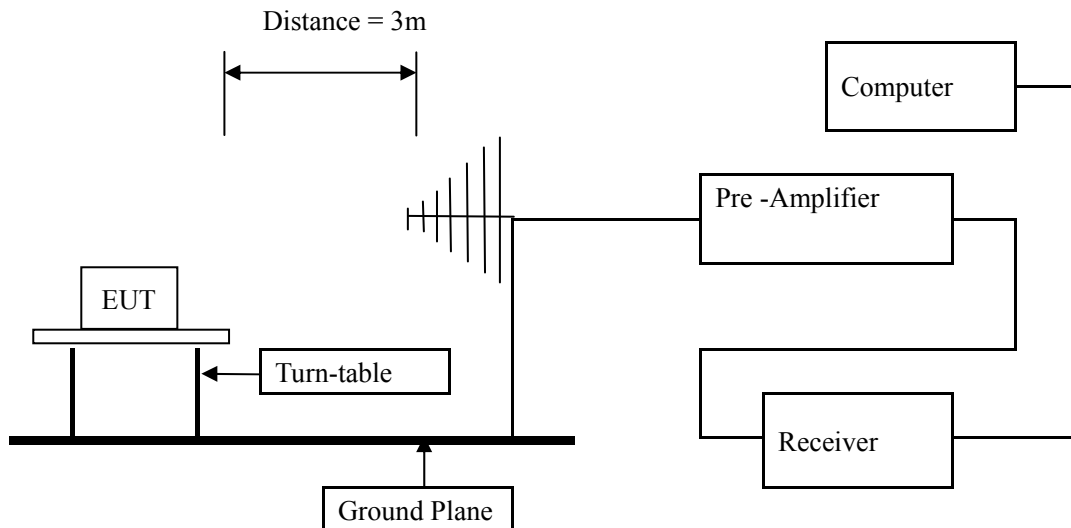 Distance = 3m
Computer
Pre -Amplifier
EUT
Turn-table
Receiver
Ground Plane